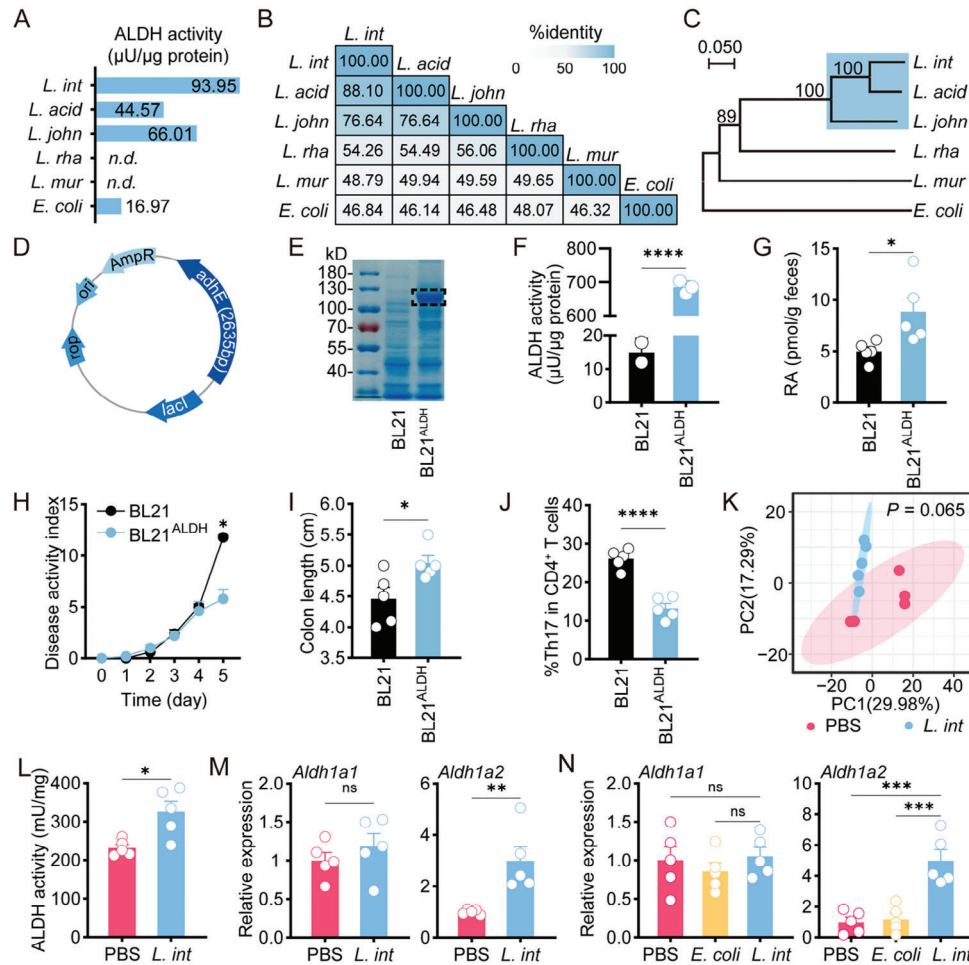 A
ALDH activity
(μU/μg protein)
L. int 93.95
L. acid 44.57
L. john 66.01
L. rha n.d.
L. mur n.d.
E. coli 16.97
B
%identity
0 100
L. int
L. int 100.00 L. acid
L. acid 88.10 100.00 L. john
L. john 76.64 76.64 100.00 L. rha
L. rha 54.26 54.49 56.06 100.00 L. mur
L. mur 48.79 49.94 49.59 49.65 100.00 E. coli
E. coli 46.84 46.14 46.48 48.07 46.32 100.00
C
0.050
100
100
89
L. int
L. acid
L. john
L. rha
L. mur
E. coli
D
AmpR
ori
rop
lacI
adhE (2635bp)
E
kD
180
130
100
70
55
40
BL21
BL21ALDH
F
ALDH activity
(μU/μg protein)
700
600
20
10
0
****
BL21
BL21ALDH
G
RA (pmol/g feces)
15
10
5
0
*
BL21
BL21ALDH
H
Disease activity index
15
10
5
0
BL21
BL21ALDH
*
0 1 2 3 4 5
Time (day)
I
Colon length (cm)
6.0
5.5
5.0
4.5
4.0
3.5
*
BL21
BL21ALDH
J
%Th17 in CD4+ T cells
40
30
20
10
0
****
BL21
BL21ALDH
K
P = 0.065
PC2(17.29%)
20
0
−20
−20 0 20 40
PC1(29.98%)
PBS L. int
L
ALDH activity (mU/mg)
400
300
200
100
0
*
PBS L. int
M
Aldh1a1
Relative expression
2.0
1.5
1.0
0.5
0.0
ns
PBS L. int
Aldh1a2
6
4
2
0
**
PBS L. int
N
Aldh1a1
Relative expression
2.0
1.5
1.0
0.5
0.0
ns
ns
PBS E. coli L. int
Aldh1a2
10
8
6
4
2
0
***
***
PBS E. coli L. int